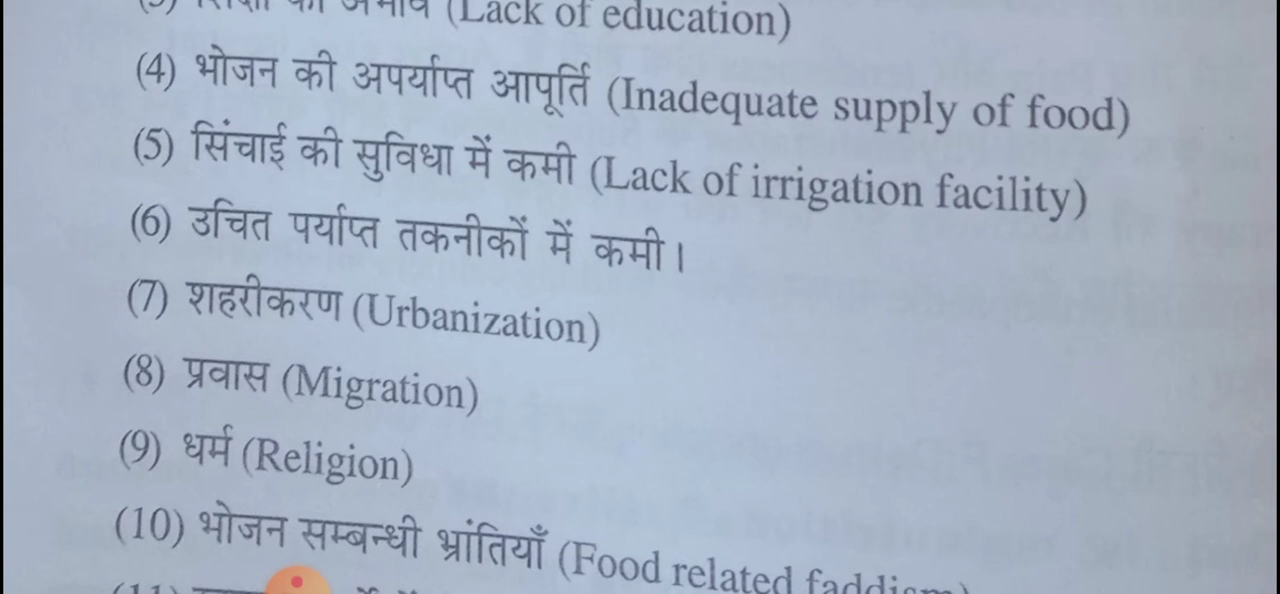 (Lack of education)
(4) भोजन की अपर्याप्त आपूर्ति (Inadequate supply of food)
(5) सिंचाई की सुविधा में कमी (Lack of irrigation facility)
(6) उचित पर्याप्त तकनीकों में कमी।
(7) शहरीकरण (Urbanization)
(8) प्रवास (Migration)
(9) धर्म (Religion)
(10) भोजन सम्बन्धी भ्रांतियाँ (Food related faddism)